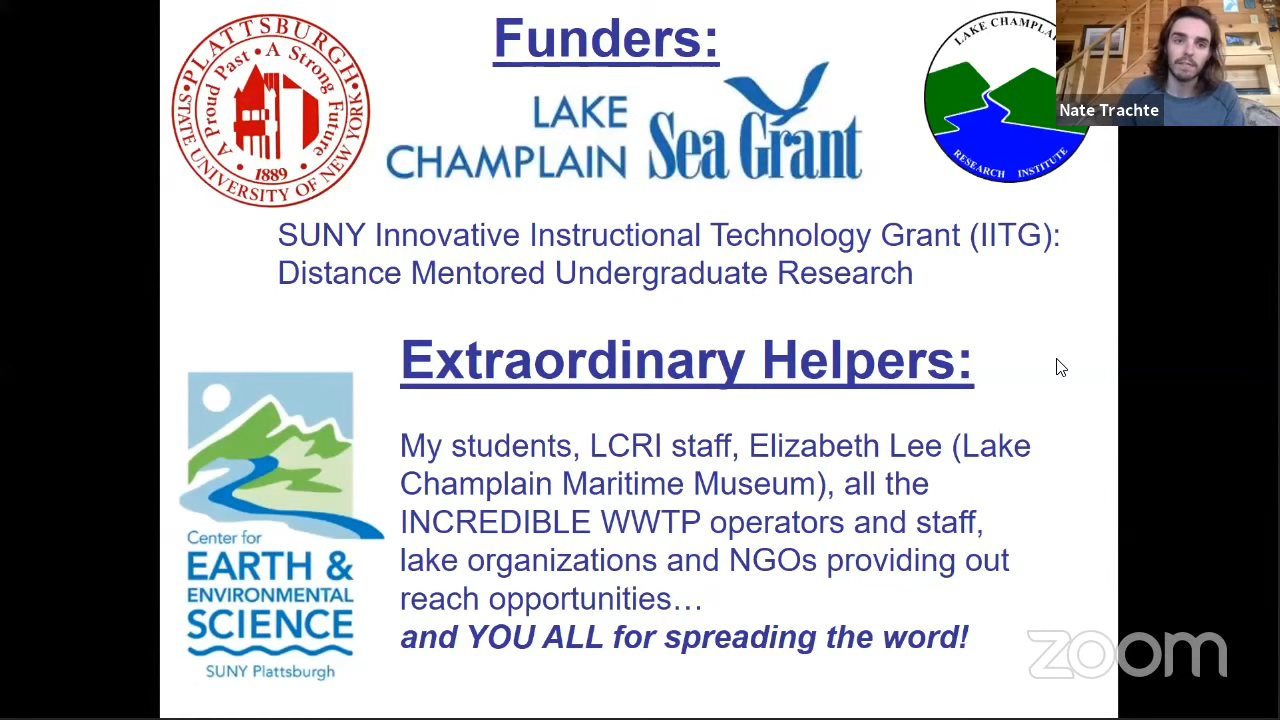 Funders:
PLATTSBURGH
STATE UNIVERSITY OF NEW YORK
A Proud Past • A Strong Future
1889
LAKE
CHAMPLAIN
Sea Grant
LAKE CHAMPLAI
RESEARCH INSTITUTE
Nate Trachte
SUNY Innovative Instructional Technology Grant (IITG):
Distance Mentored Undergraduate Research
Extraordinary Helpers:
My students, LCRI staff, Elizabeth Lee (Lake
Champlain Maritime Museum), all the
INCREDIBLE WWTP operators and staff,
lake organizations and NGOs providing out
reach opportunities…
and YOU ALL for spreading the word!
Center for
EARTH &
ENVIRONMENTAL
SCIENCE
SUNY Plattsburgh
zoom